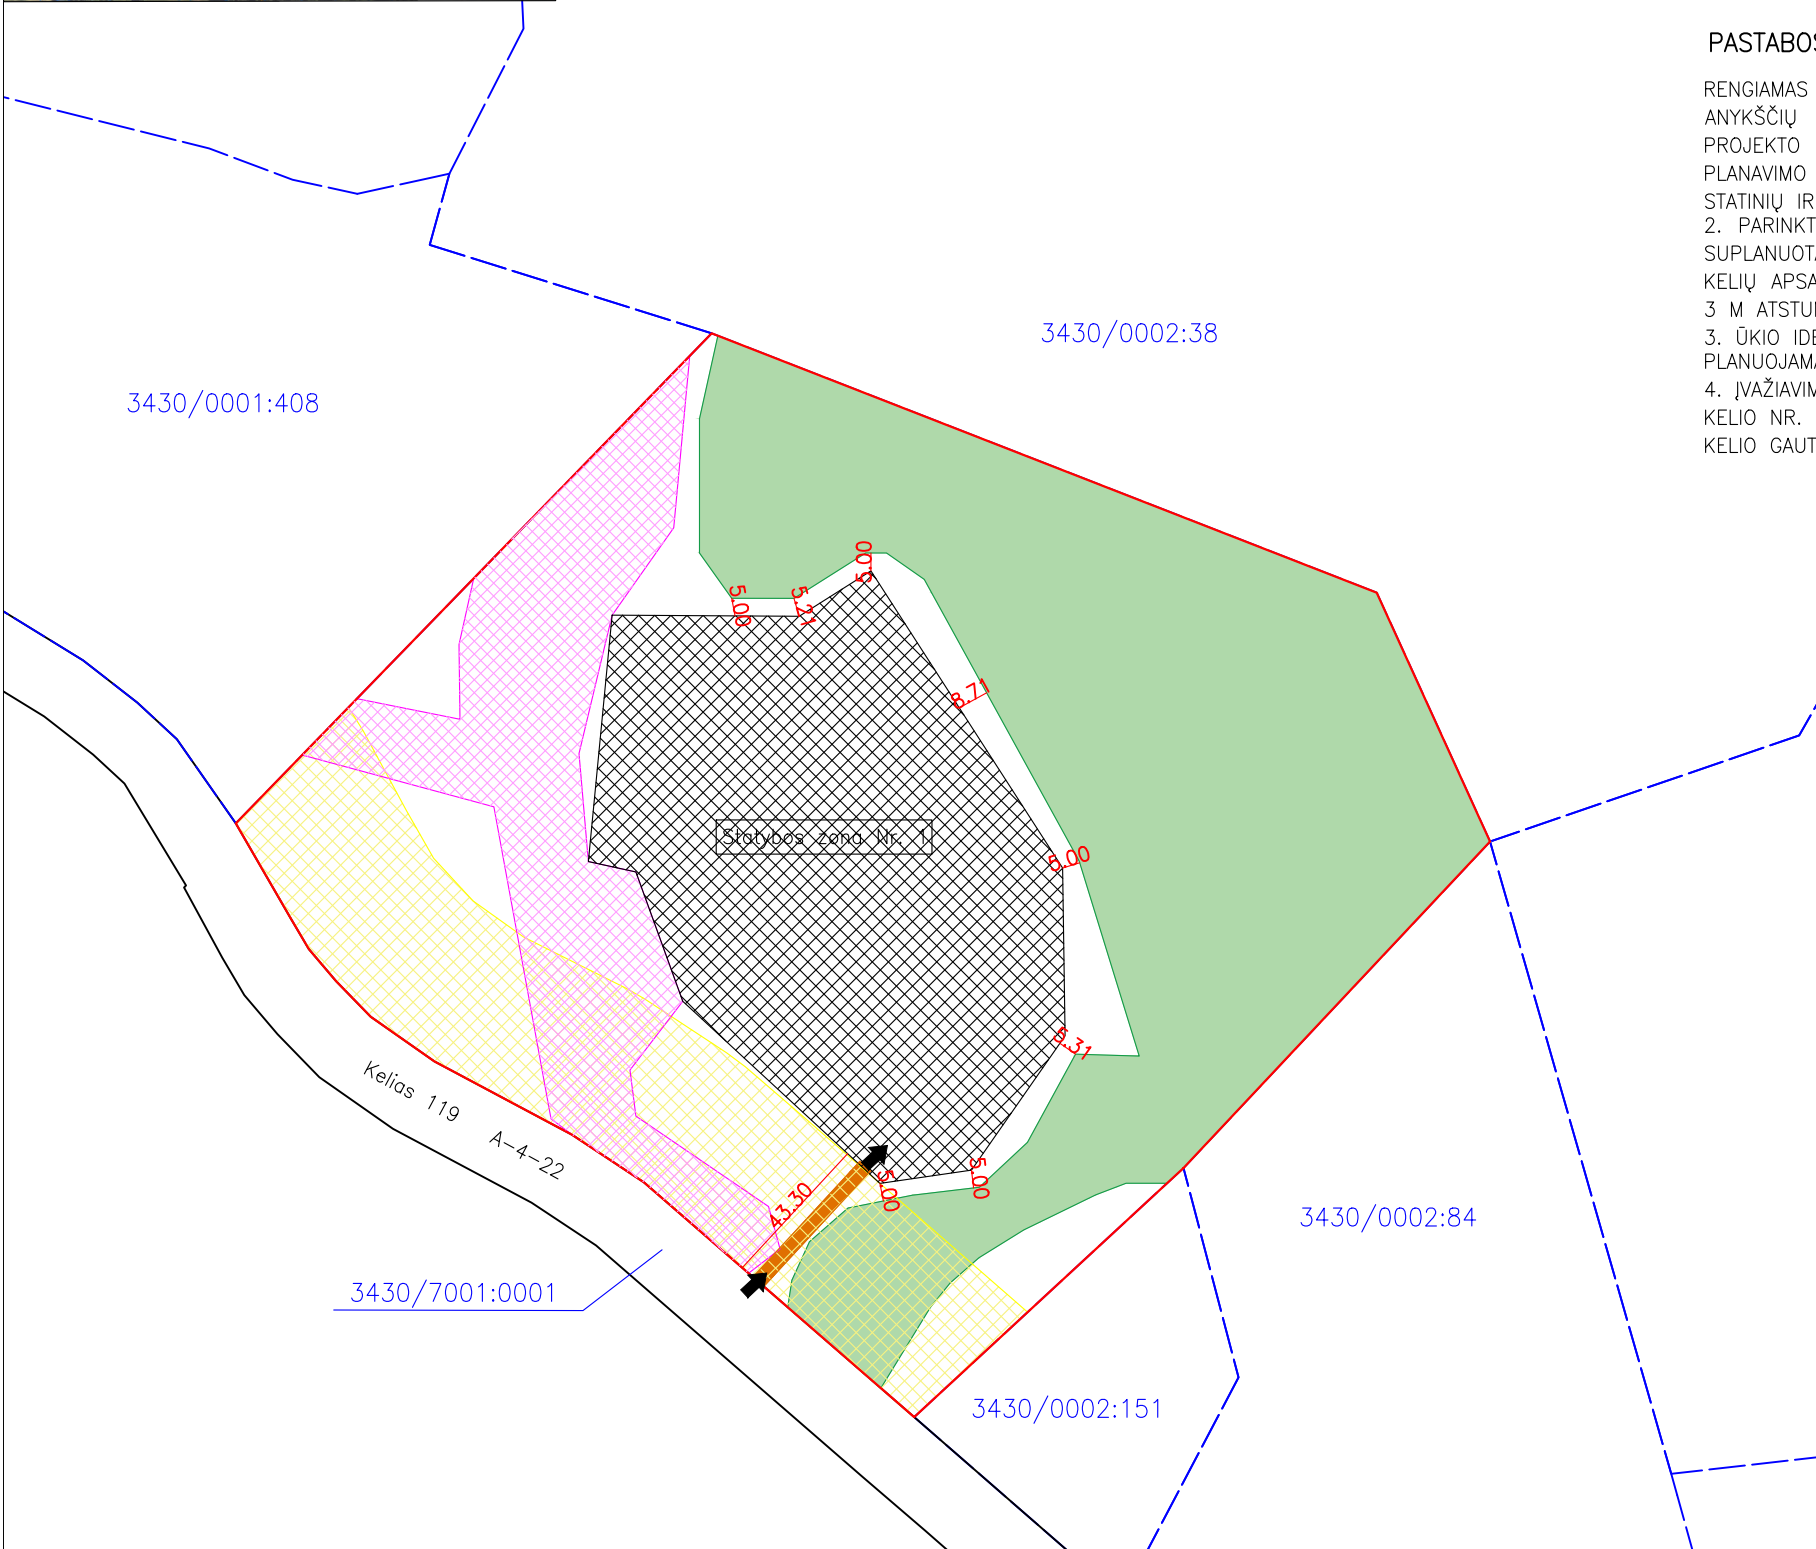 PASTABOS
RENGIAMAS
ANYKŠČIŲ
PROJEKTO
PLANAVIMO
STATINIŲ IR
2. PARINKT
SUPLANUOTA
KELIŲ APSA
3 M ATSTU
3. ŪKIO IDE
PLANUOJAMA
4. ĮVAŽIAVIM
KELIO NR.
KELIO GAUT
3430/0002:38
3430/0001:408
5.00
5.21
5.00
8.71
Statybos zona Nr. 1
5.00
5.31
Kelias 119 A-4-22
5.00
5.00
43.30
3430/0002:84
3430/7001:0001
3430/0002:151